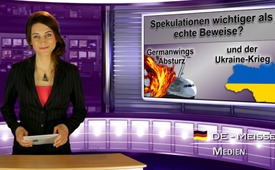 Spekulationen wichtiger als
echte Beweise?
Germanwings
Absturz
und der
Ukraine-Krieg
DE - MEISSE
MEDIEN